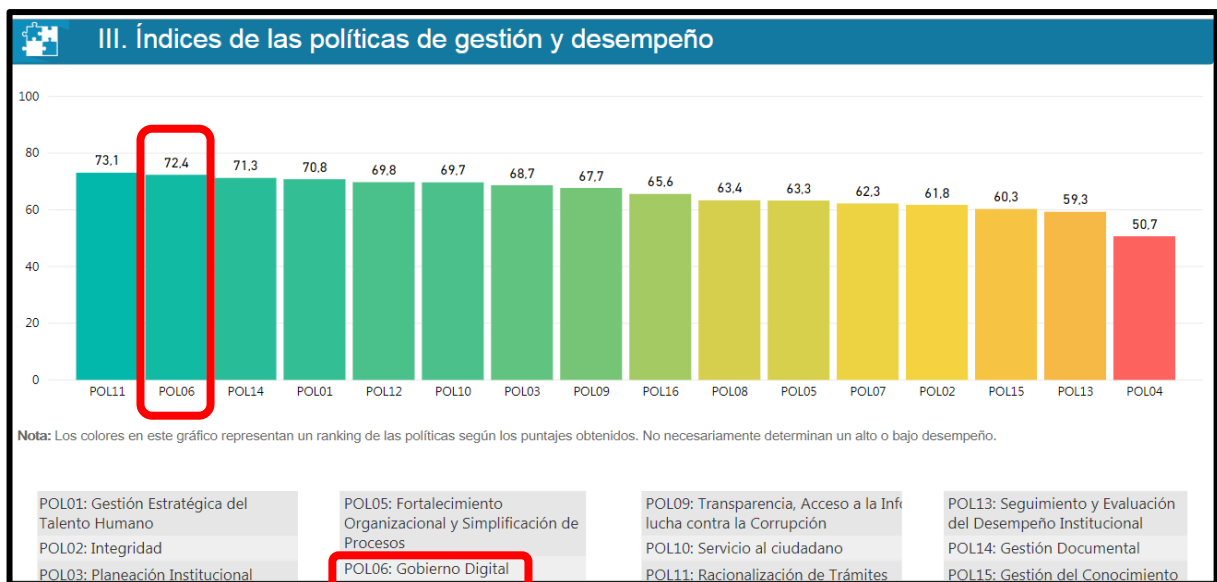 III. Índices de las políticas de gestión y desempeño
100
80
60
40
20
0
73,1
72,4
71,3
70,8
69,8
69,7
68,7
67,7
65,6
63,4
63,3
62,3
61,8
60,3
59,3
50,7
POL11
POL06
POL14
POL01
POL12
POL10
POL03
POL09
POL16
POL08
POL05
POL07
POL02
POL15
POL13
POL04
Nota: Los colores en este gráfico representan un ranking de las políticas según los puntajes obtenidos. No necesariamente determinan un alto o bajo desempeño.
POL01: Gestión Estratégica del
Talento Humano
POL02: Integridad
POL03: Planeación Institucional
POL05: Fortalecimiento
Organizacional y Simplificación de
Procesos
POL06: Gobierno Digital
POL09: Transparencia, Acceso a la Info
lucha contra la Corrupción
POL10: Servicio al ciudadano
POL11: Racionalización de Trámites
POL13: Seguimiento y Evaluación
del Desempeño Institucional
POL14: Gestión Documental
POL15: Gestión del Conocimiento